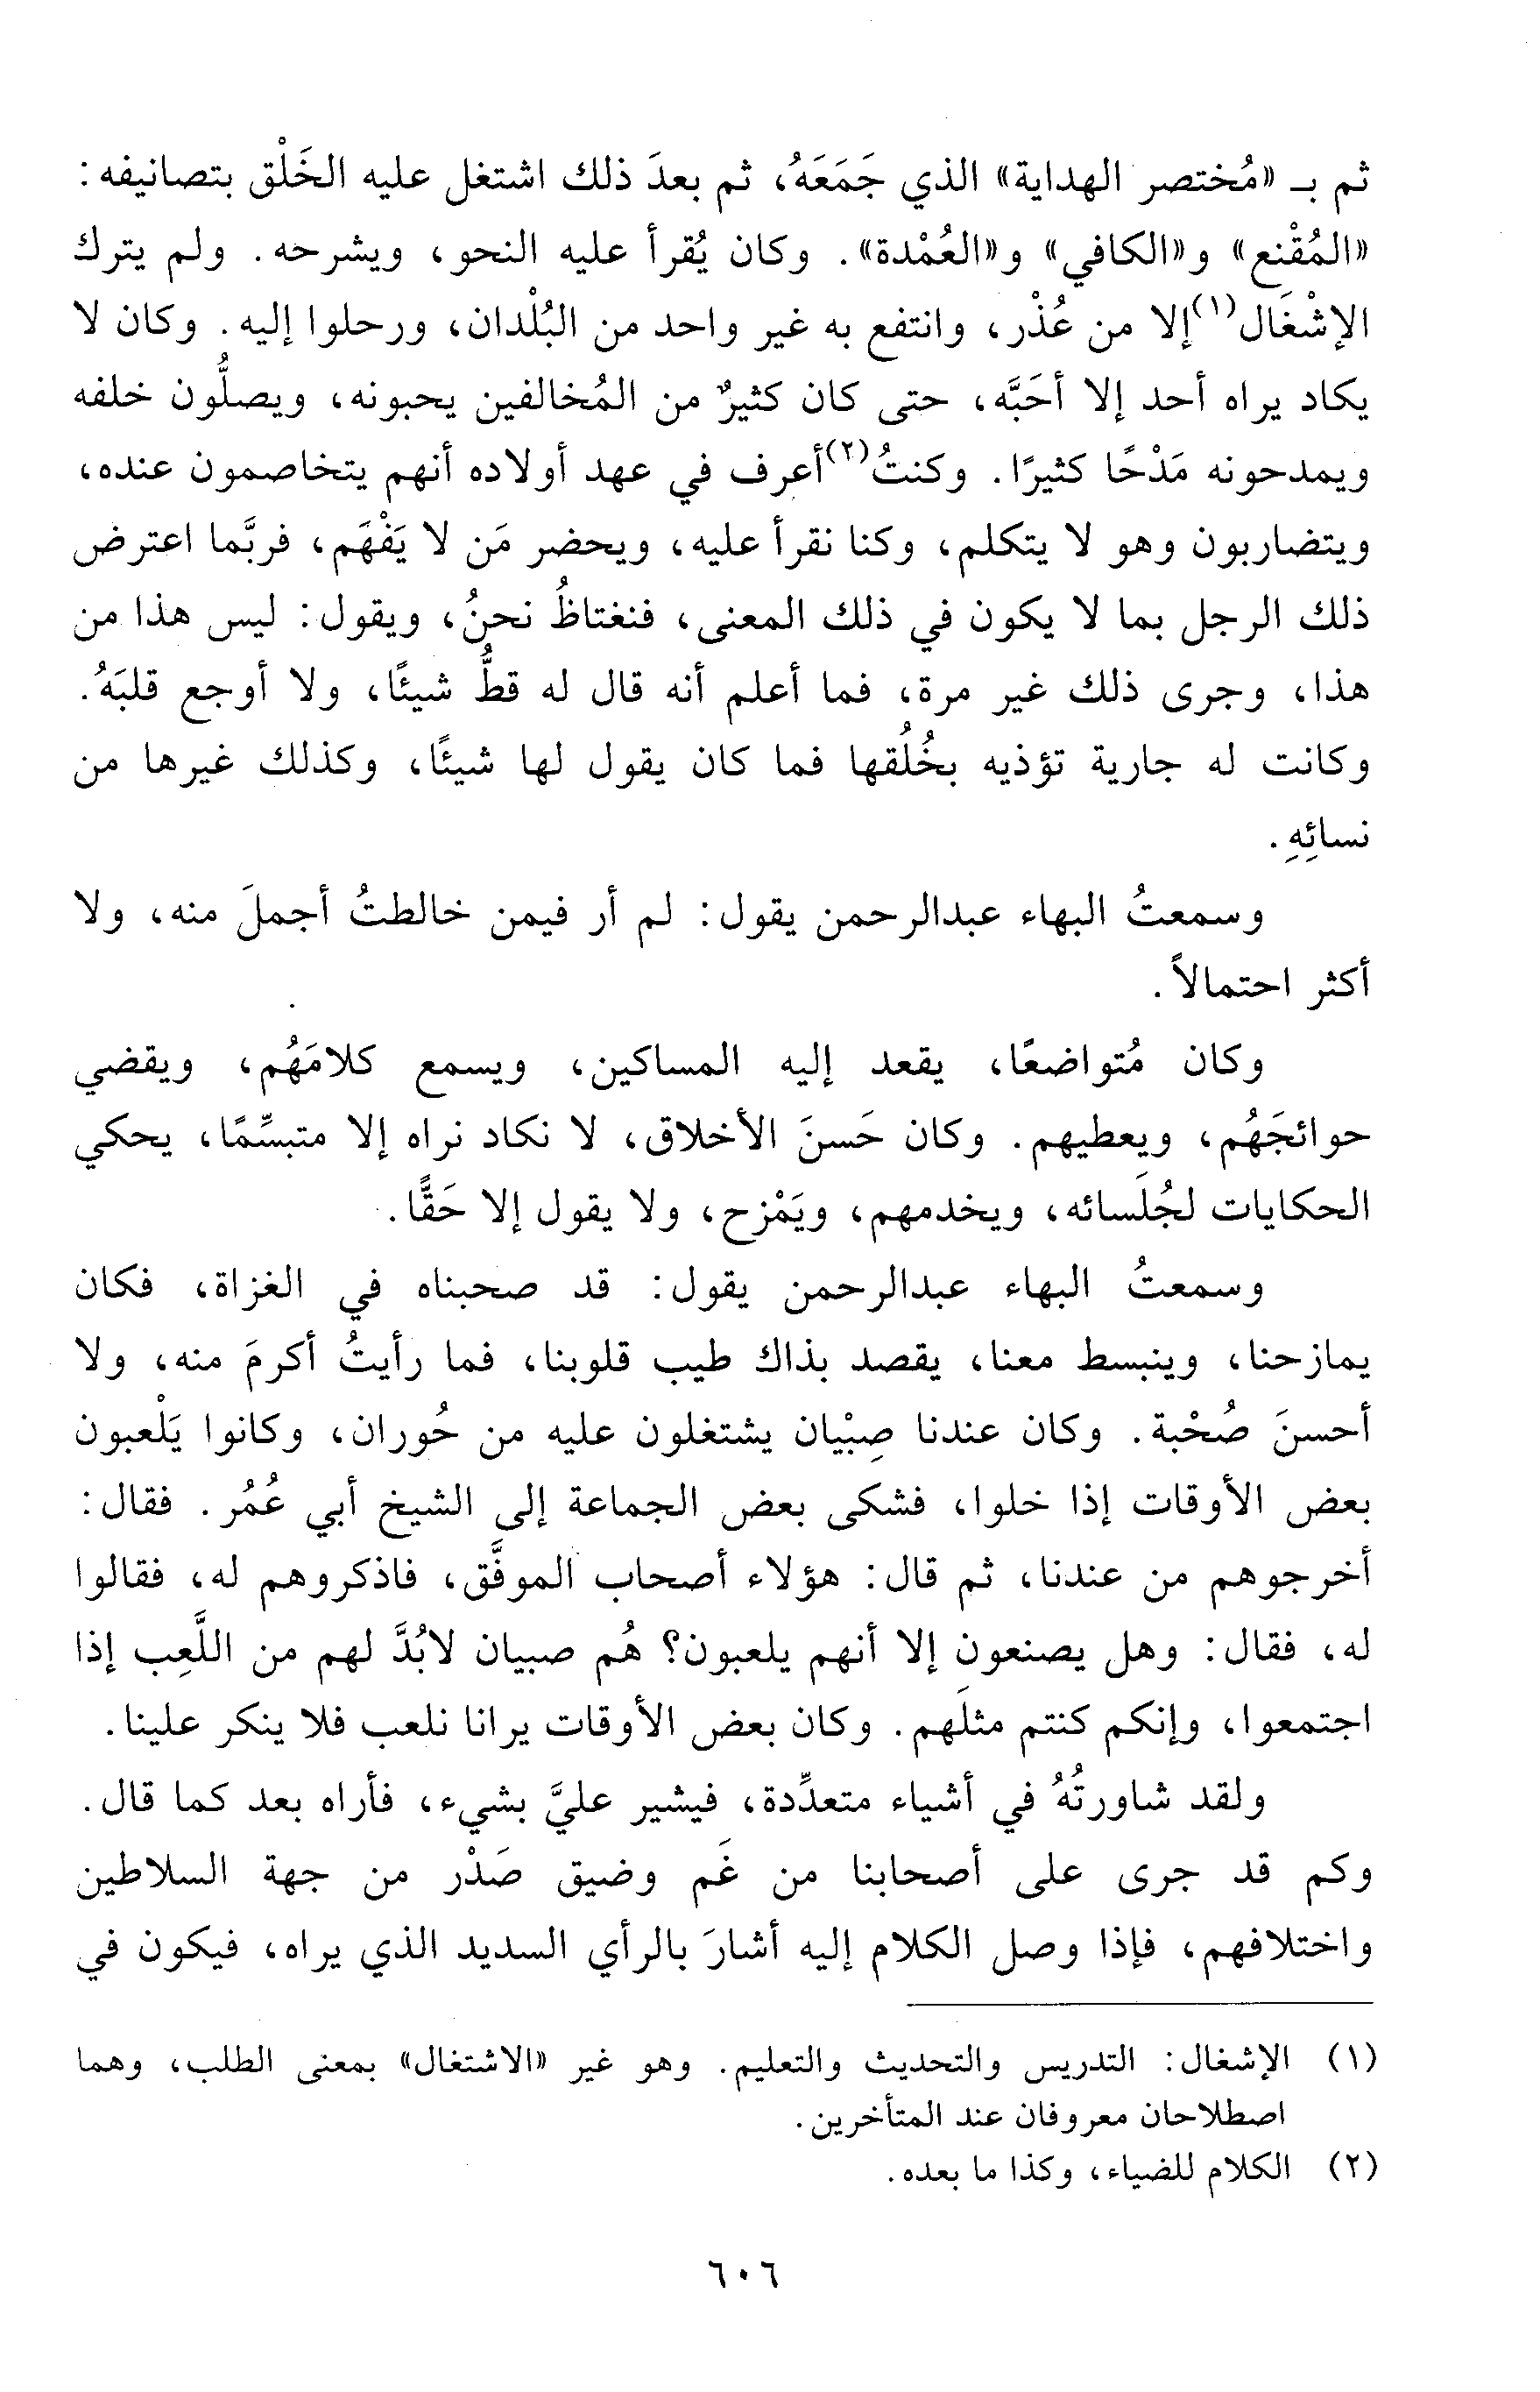 ثم بـ «مُختصر الهداية» الذي جَمَعَهُ، ثم بعدَ ذلك اشتغل عليه الخَلْق بتصانيفه:
«المُقْنع» و«الكافي» و«العُمْدة». وكان يُقرأ عليه النحو، ويشرحه. ولم يترك
الإشْغَال(١) إلا من عُذْر، وانتفع به غير واحد من البُلْدان، ورحلوا إليه. وكان لا
يكاد يراه أحد إلا أحَبَّه، حتى كان كثيرٌ من المُخالفين يحبونه، ويصلُّون خلفه
ويمدحونه مَدْحًا كثيرًا. وكنتُ(٢) أعرف في عهد أولاده أنهم يتخاصمون عنده،
ويتضاربون وهو لا يتكلم، وكنا نقرأ عليه، ويحضر مَن لا يَفْهَم، فربَّما اعترض
ذلك الرجل بما لا يكون في ذلك المعنى، فنغتاظُ نحنُ، ويقول: ليس هذا من
هذا، وجرى ذلك غير مرة، فما أعلم أنه قال له قطُّ شيئًا، ولا أوجع قلبَهُ.
وكانت له جارية تؤذيه بخُلُقها فما كان يقول لها شيئًا، وكذلك غيرها من
نسائِهِ.
وسمعتُ البهاء عبدالرحمن يقول: لم أر فيمن خالطتُ أجملَ منه، ولا
أكثر احتمالاً.
وكان مُتواضعًا، يقعد إليه المساكين، ويسمع كلامَهُم، ويقضي
حوائجَهُم، ويعطيهم. وكان حَسنَ الأخلاق، لا نكاد نراه إلا متبسِّمًا، يحكي
الحكايات لجُلَسائه، ويخدمهم، ويَمْزح، ولا يقول إلا حَقًّا.
وسمعتُ البهاء عبدالرحمن يقول: قد صحبناه في الغزاة، فكان
يمازحنا، وينبسط معنا، يقصد بذاك طيب قلوبنا، فما رأيتُ أكرمَ منه، ولا
أحسنَ صُحْبة. وكان عندنا صِبْيان يشتغلون عليه من حُوران، وكانوا يَلْعبون
بعض الأوقات إذا خلوا، فشكى بعض الجماعة إلى الشيخ أبي عُمُر. فقال:
أخرجوهم من عندنا، ثم قال: هؤلاء أصحاب الموفَّق، فاذكروهم له، فقالوا
له، فقال: وهل يصنعون إلا أنهم يلعبون؟ هُم صبيان لابُدَّ لهم من اللَّعِب إذا
اجتمعوا، وإنكم كنتم مثلَهم. وكان بعض الأوقات يرانا نلعب فلا ينكر علينا.
ولقد شاورتُهُ في أشياء متعدِّدة، فيشير عليَّ بشيء، فأراه بعد كما قال.
وكم قد جرى على أصحابنا من غَم وضيق صَدْر من جهة السلاطين
واختلافهم، فإذا وصل الكلام إليه أشارَ بالرأي السديد الذي يراه، فيكون في
(١) الإشغال: التدريس والتحديث والتعليم. وهو غير «الاشتغال» بمعنى الطلب، وهما
اصطلاحان معروفان عند المتأخرين.
(٢) الكلام للضياء، وكذا ما بعده.
٦٠٦